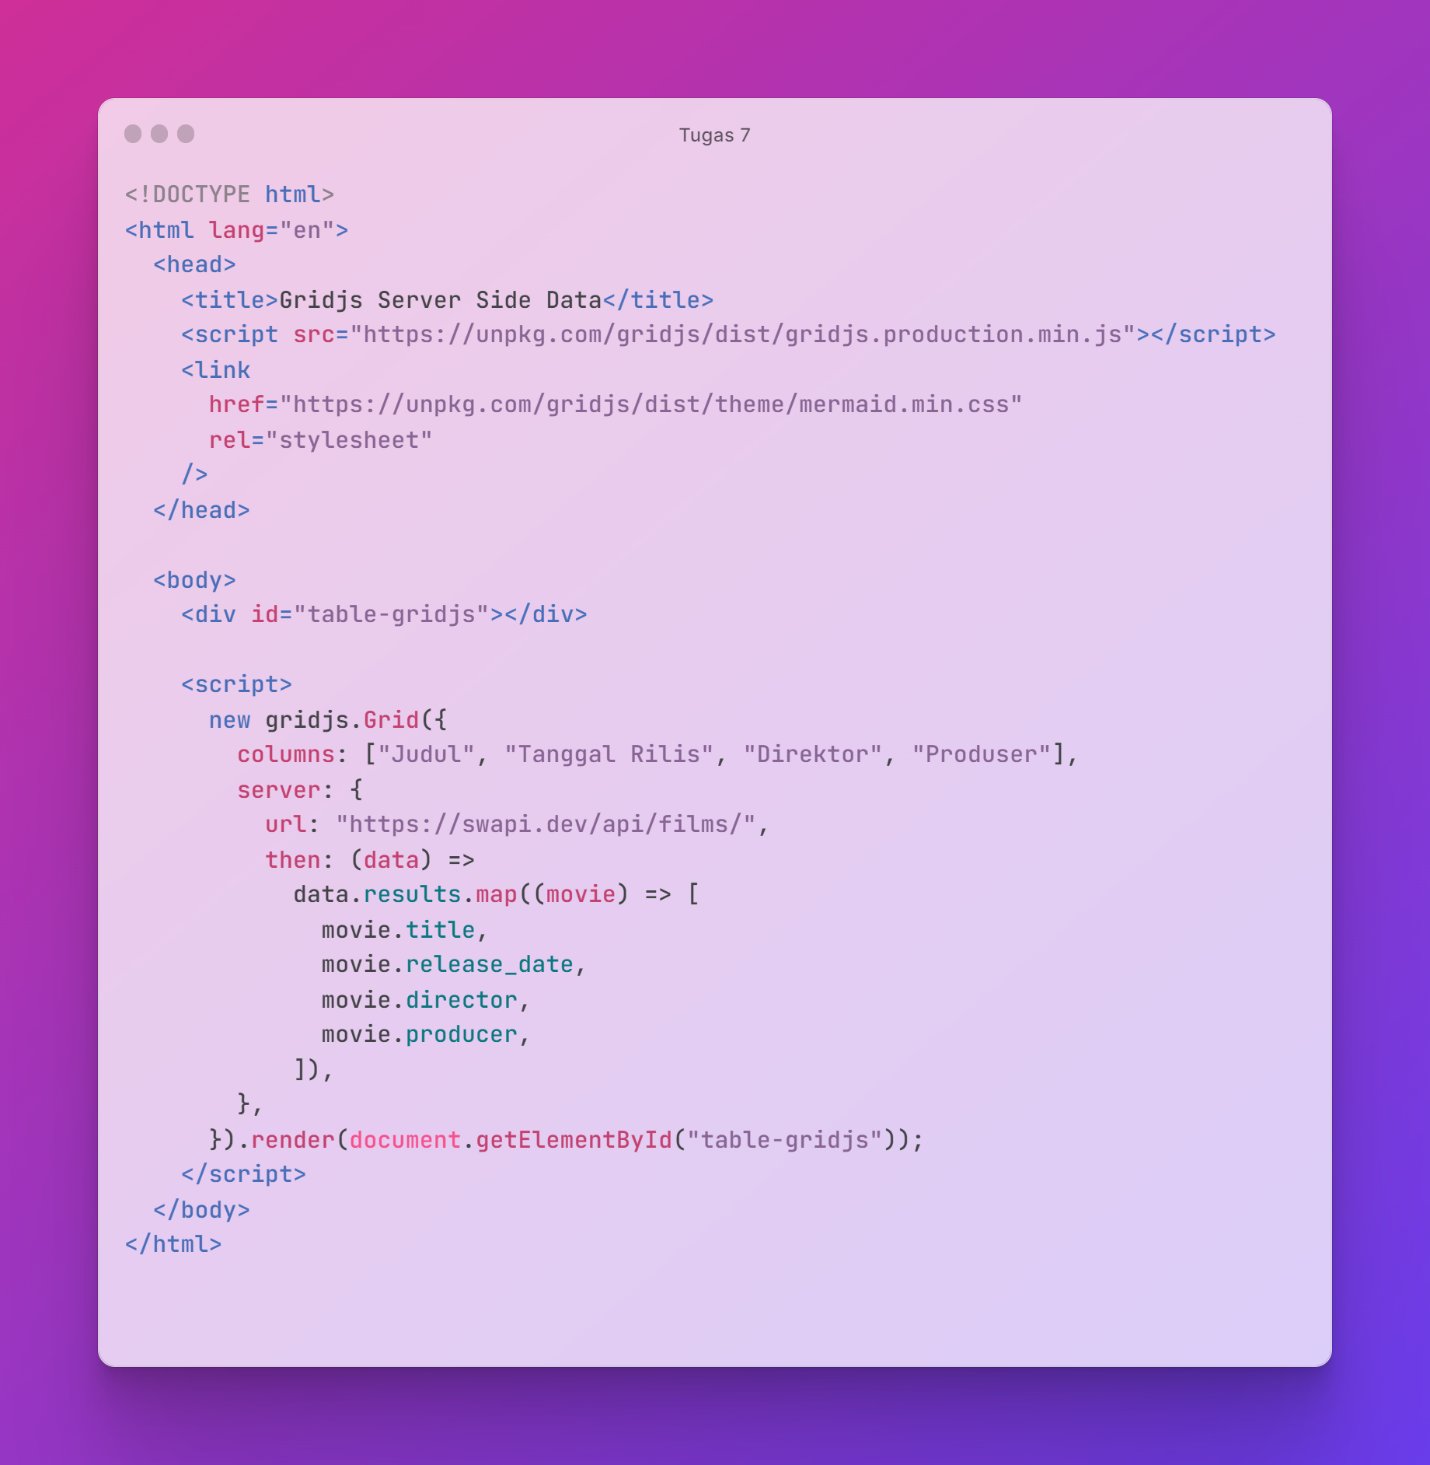 Tugas 7
<!DOCTYPE html>
<html lang="en">
  <head>
    <title>Gridjs Server Side Data</title>
    <script src="https://unpkg.com/gridjs/dist/gridjs.production.min.js"></script>
    <link
      href="https://unpkg.com/gridjs/dist/theme/mermaid.min.css"
      rel="stylesheet"
    />
  </head>

  <body>
    <div id="table-gridjs"></div>

    <script>
      new gridjs.Grid({
        columns: ["Judul", "Tanggal Rilis", "Direktor", "Produser"],
        server: {
          url: "https://swapi.dev/api/films/",
          then: (data) =>
            data.results.map((movie) => [
              movie.title,
              movie.release_date,
              movie.director,
              movie.producer,
            ]),
        },
      }).render(document.getElementById("table-gridjs"));
    </script>
  </body>
</html>